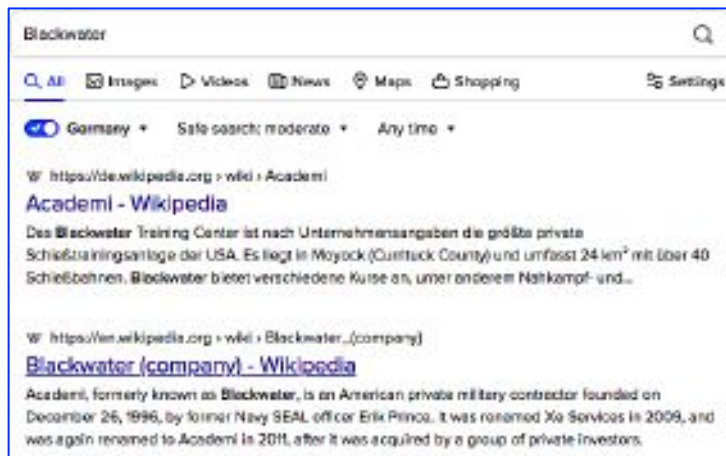 Blackwater
All Images Videos News Maps Shopping Settings
Germany Safe search: moderate Any time
W https://de.wikipedia.org › wiki › Academi
Academi - Wikipedia
Das Blackwater Training Center ist nach Unternehmensangaben die größte private
Schießtrainingsanlage der USA. Es liegt in Moyock (Currituck County) und umfasst 24 km² mit über 40
Schießbahnen. Blackwater bietet verschiedene Kurse an, unter anderem Nahkampf- und...
W https://en.wikipedia.org › wiki › Blackwater_(company)
Blackwater (company) - Wikipedia
Academi, formerly known as Blackwater, is an American private military contractor founded on
December 26, 1996, by former Navy SEAL officer Erik Prince. It was renamed Xe Services in 2009, and
was again renamed to Academi in 2011, after it was acquired by a group of private investors.